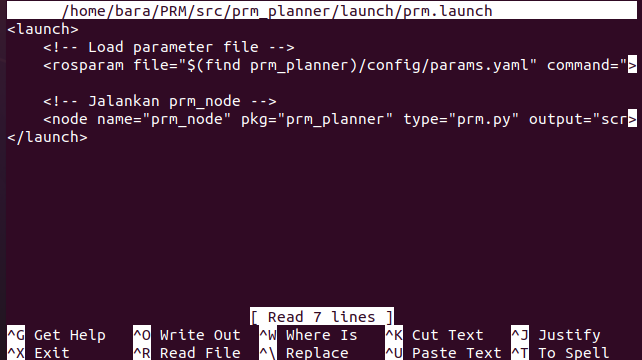 /home/bara/PRM/src/prm_planner/launch/prm.launch
<launch>
    <!-- Load parameter file -->
    <rosparam file="$(find prm_planner)/config/params.yaml" command=">
    <!-- Jalankan prm_node -->
    <node name="prm_node" pkg="prm_planner" type="prm.py" output="scr>
</launch>
[ Read 7 lines ]
^G Get Help ^O Write Out ^W Where Is ^K Cut Text ^J Justify
^X Exit ^R Read File ^\ Replace ^U Paste Text ^T To Spell